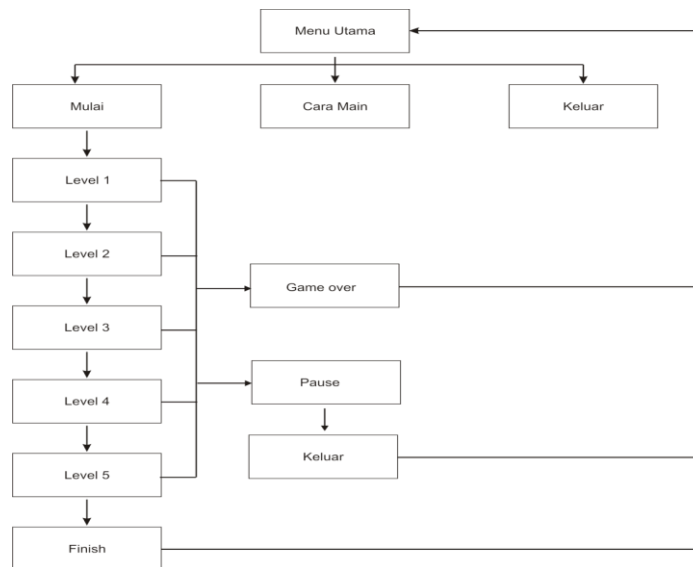 Menu Utama
Mulai
Cara Main
Keluar
Level 1
Level 2
Game over
Level 3
Pause
Level 4
Keluar
Level 5
Finish